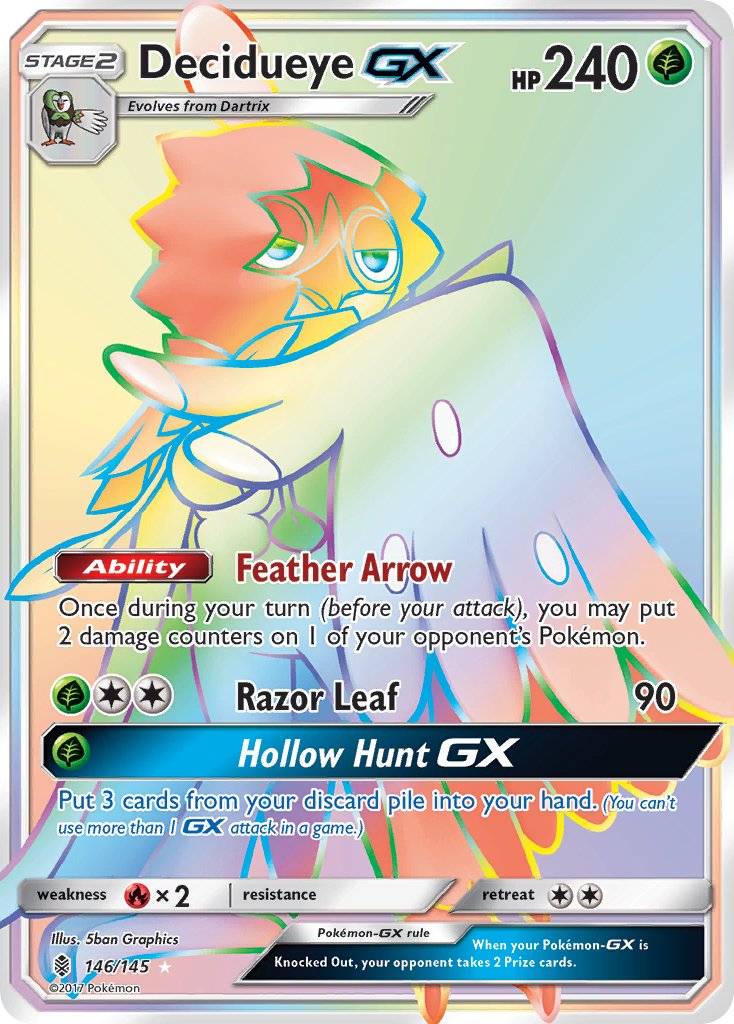 STAGE2
Decidueye GX
HP 240
Evolves from Dartrix
Ability Feather Arrow
Once during your turn (before your attack), you may put
2 damage counters on 1 of your opponent's Pokémon.
Razor Leaf 90
Hollow Hunt GX
Put 3 cards from your discard pile into your hand. (You can't
use more than 1 GX attack in a game.)
weakness ×2 resistance retreat
Illus. 5ban Graphics
146/145
©2017 Pokémon
Pokémon-GX rule
When your Pokémon-GX is
Knocked Out, your opponent takes 2 Prize cards.